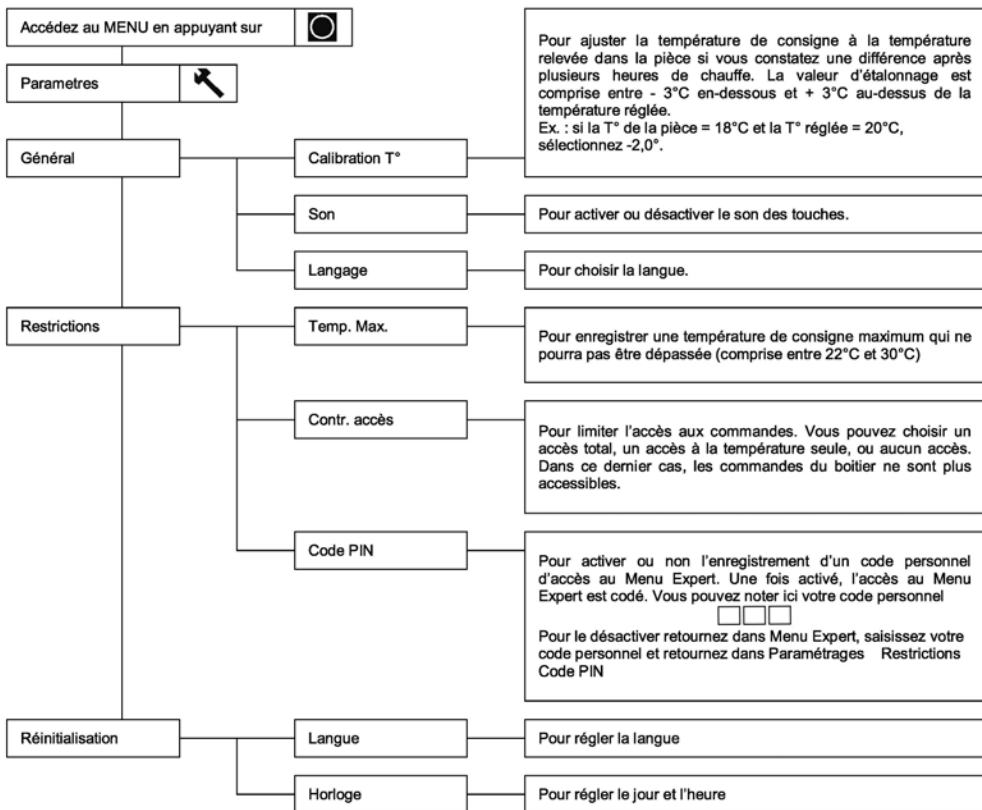 Accédez au MENU en appuyant sur
Pour ajuster la température de consigne à la température
relevée dans la pièce si vous constatez une différence après
plusieurs heures de chauffe. La valeur d'étalonnage est
comprise entre - 3°C en-dessous et + 3°C au-dessus de la
température réglée.
Ex. : si la T° de la pièce = 18°C et la T° réglée = 20°C,
sélectionnez -2,0°.
Parametres
Général
Calibration T°
Son
Pour activer ou désactiver le son des touches.
Langage
Pour choisir la langue.
Restrictions
Temp. Max.
Pour enregistrer une température de consigne maximum qui ne
pourra pas être dépassée (comprise entre 22°C et 30°C)
Contr. accès
Pour limiter l'accès aux commandes. Vous pouvez choisir un
accès total, un accès à la température seule, ou aucun accès.
Dans ce dernier cas, les commandes du boitier ne sont plus
accessibles.
Code PIN
Pour activer ou non l'enregistrement d'un code personnel
d'accès au Menu Expert. Une fois activé, l'accès au Menu
Expert est codé. Vous pouvez noter ici votre code personnel
Pour le désactiver retournez dans Menu Expert, saisissez votre
code personnel et retournez dans Paramétrages Restrictions
Code PIN
Réinitialisation
Langue
Pour régler la langue
Horloge
Pour régler le jour et l'heure